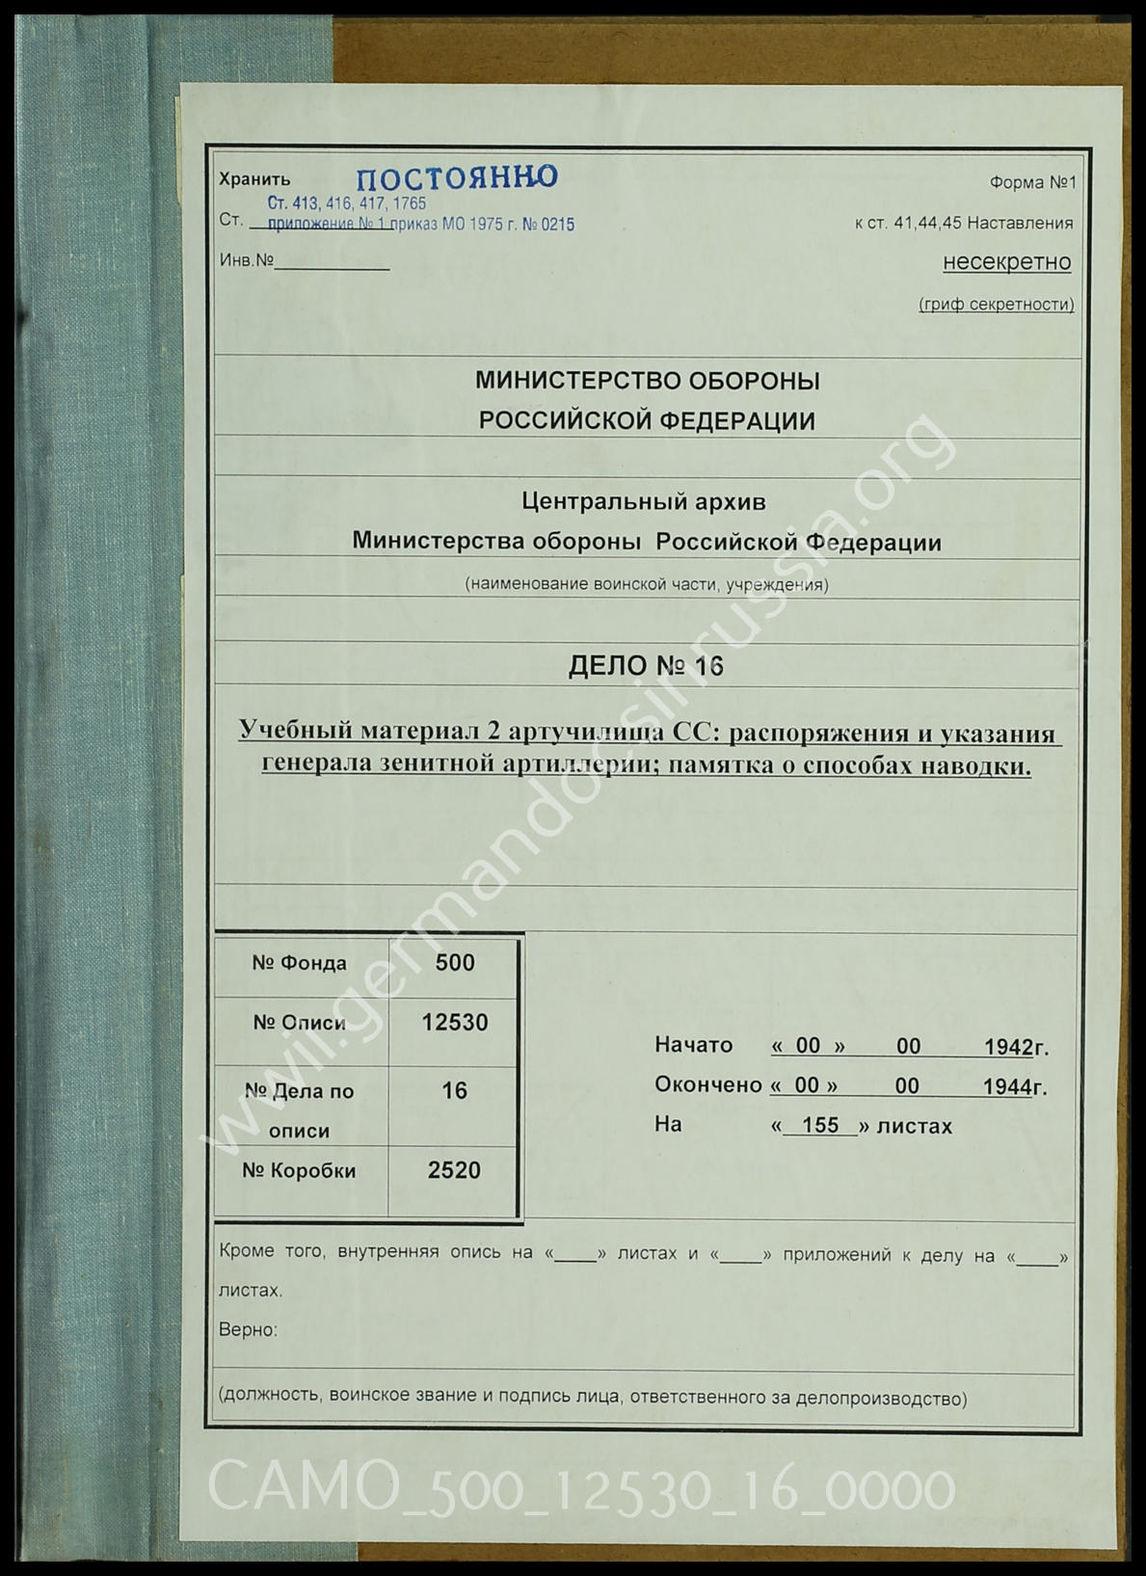 Хранить ПОСТОЯННО
Форма №1
Ст. 413, 416, 417, 1765
Ст. приложение № 1 приказ МО 1975 г. № 0215
к ст. 41,44,45 Наставления
Инв.№
несекретно
(гриф секретности)
МИНИСТЕРСТВО ОБОРОНЫ
РОССИЙСКОЙ ФЕДЕРАЦИИ
Центральный архив
Министерства обороны Российской Федерации
(наименование воинской части, учреждения)
ДЕЛО № 16
Учебный материал 2 артучилища СС: распоряжения и указания
генерала зенитной артиллерии; памятка о способах наводки.
№ Фонда 500
№ Описи 12530
№ Дела по 16
описи
№ Коробки 2520
Начато « 00 » 00 1942г.
Окончено « 00 » 00 1944г.
На « 155 » листах
Кроме того, внутренняя опись на «____» листах и «____» приложений к делу на «____»
листах.
Верно:
(должность, воинское звание и подпись лица, ответственного за делопроизводство)
wwii.germandocsinrussia.org
CAMO_500_12530_16_0000